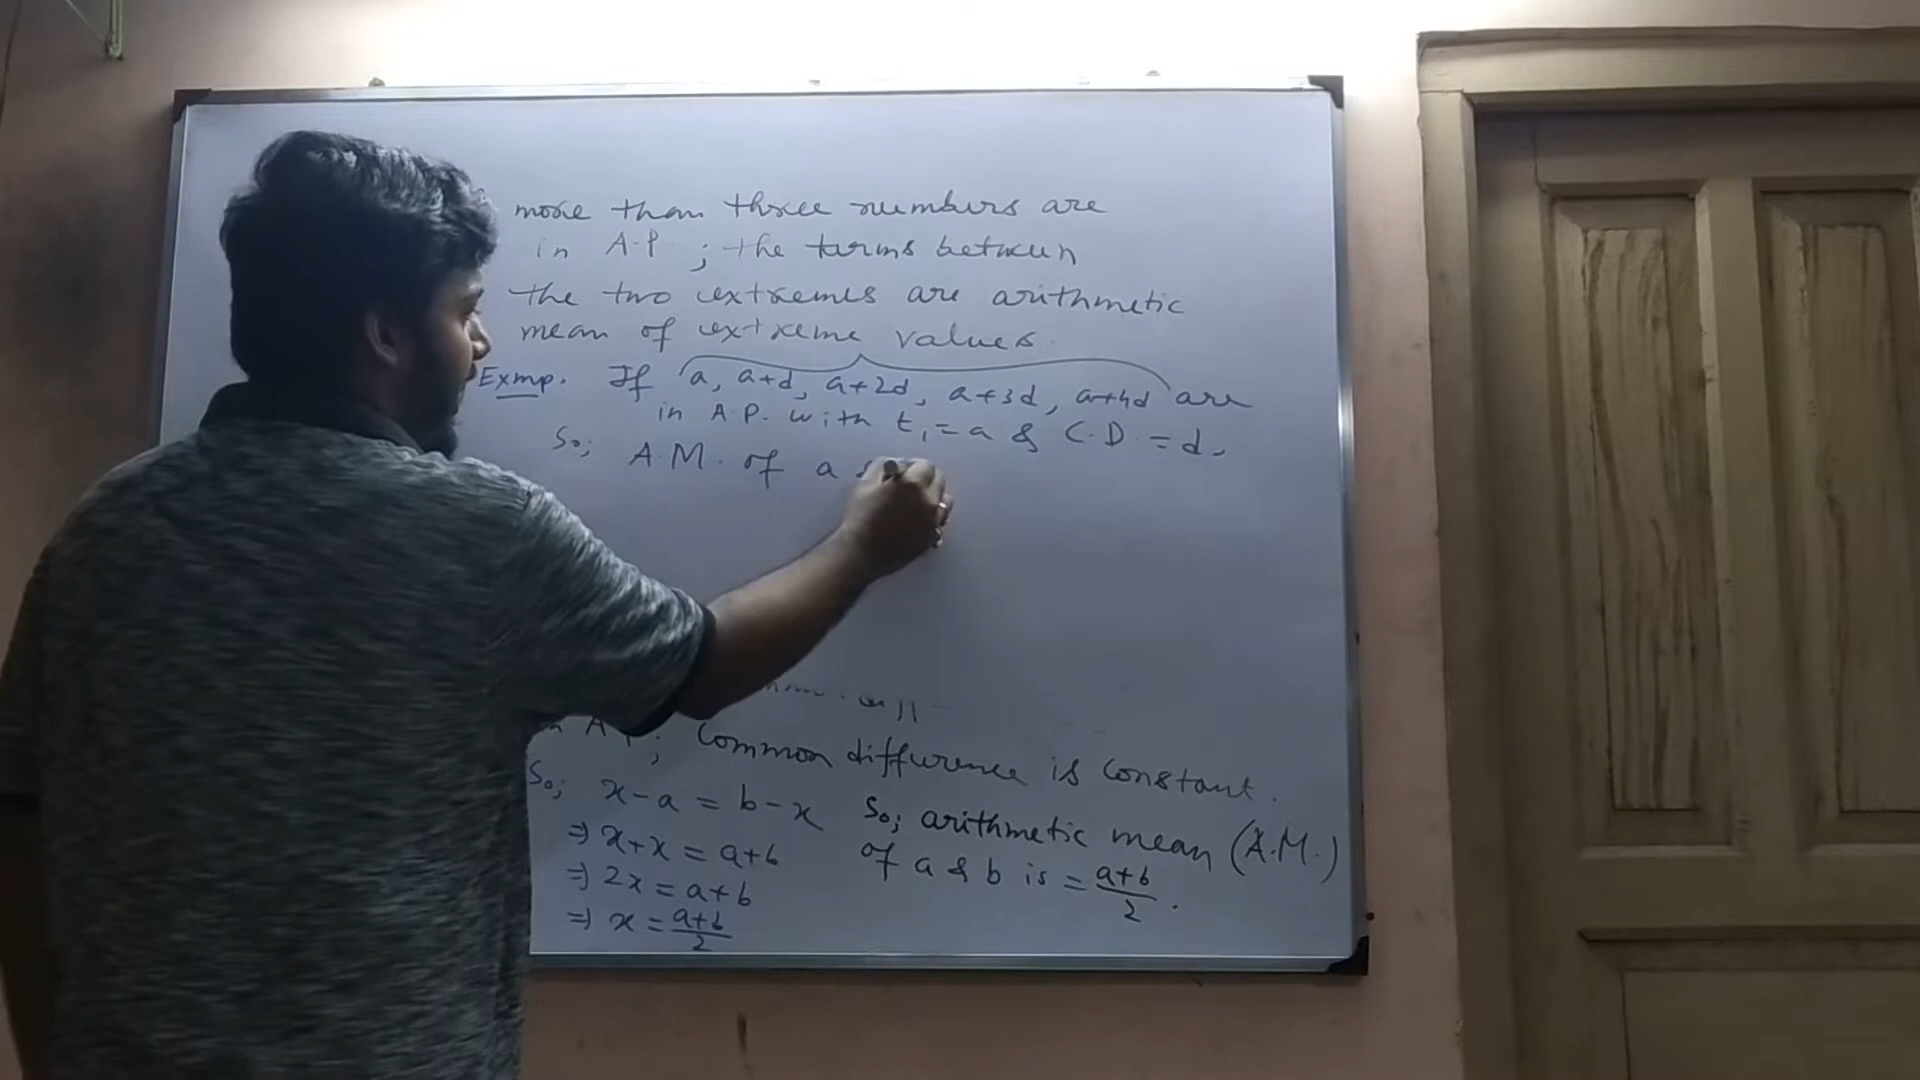 more than three numbers are
in A.P ; the terms between
the two extremes are arithmetic
mean of extreme values.
Exmp. If a, a+d, a+2d, a+3d, a+4d are
in A.P. with t₁ = a & C.D. = d.
So; A.M. of a
Common difference is constant.
So; x-a = b-x
⇒ x+x = a+b
⇒ 2x = a+b
⇒ x = a+b/2
So; arithmetic mean (A.M.)
of a & b is = a+b/2 .